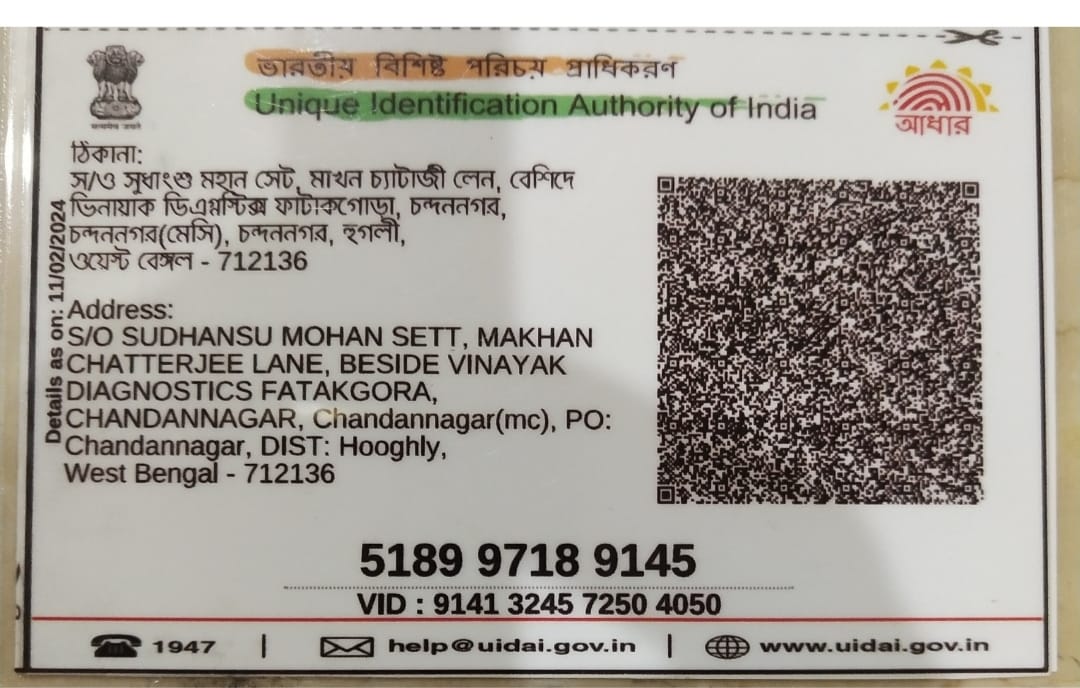 ভারতীয় বিশিষ্ট পরিচয় প্রাধিকরণ
Unique Identification Authority of India
আধার
ঠিকানা:
স/ও সুধাংশু মহান সেট, মাখন চ্যাটার্জী লেন, বেশিদে
ভিনায়াক ডিএগ্নস্টিক্স ফাটাকগোড়া, চন্দননগর,
চন্দননগর(মেসি), চন্দননগর, হুগলী,
ওয়েস্ট বেঙ্গল - 712136
Details as on: 11/02/2024
Address:
S/O SUDHANSU MOHAN SETT, MAKHAN
CHATTERJEE LANE, BESIDE VINAYAK
DIAGNOSTICS FATAKGORA,
CHANDANNAGAR, Chandannagar(mc), PO:
Chandannagar, DIST: Hooghly,
West Bengal - 712136
5189 9718 9145
VID : 9141 3245 7250 4050
1947 | help@uidai.gov.in | www.uidai.gov.in